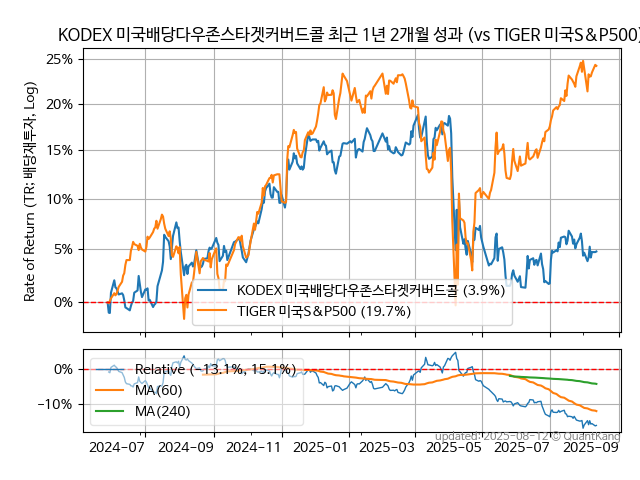 KODEX 미국배당다우존스타겟커버드콜 최근 1년 2개월 성과 (vs TIGER 미국S&P500)
Rate of Return (TR: 배당재투자, Log)
25%
20%
15%
10%
5%
0%
KODEX 미국배당다우존스타겟커버드콜 (3.9%)
TIGER 미국S&P500 (19.7%)
0%
−10%
Relative (−13.1%, 15.1%)
MA(60)
MA(240)
updated: 2025-08-12 © QuantKang
2024-07 2024-09 2024-11 2025-01 2025-03 2025-05 2025-07 2025-09